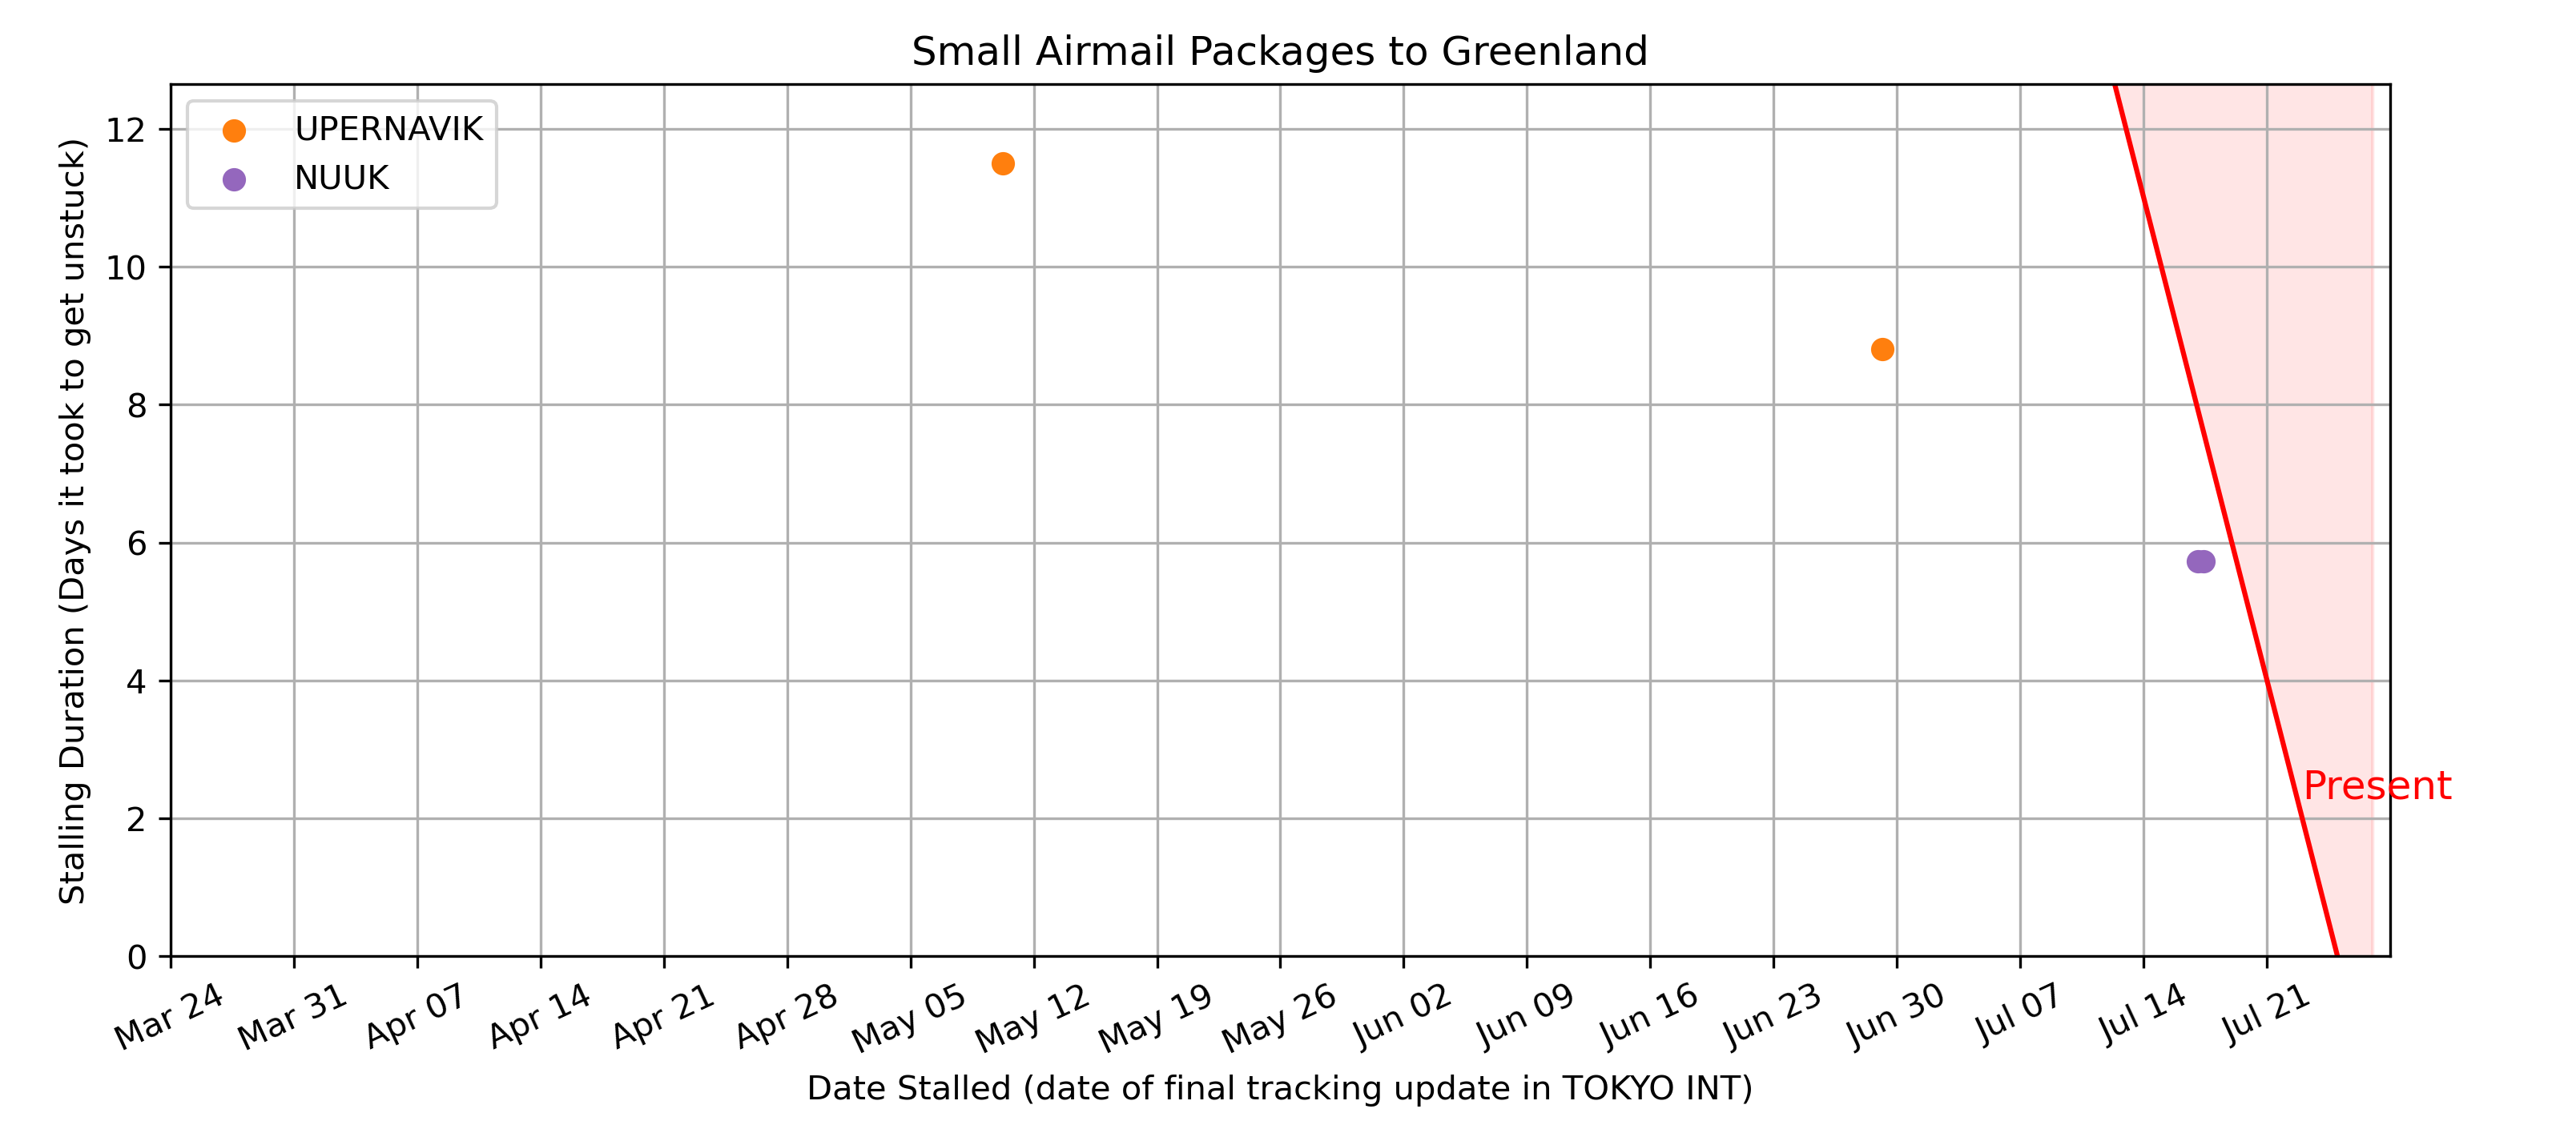 Small Airmail Packages to Greenland
UPERNAVIK
NUUK
Stalling Duration (Days it took to get unstuck)
12
10
8
6
4
2
0
Present
Mar 24
Mar 31
Apr 07
Apr 14
Apr 21
Apr 28
May 05
May 12
May 19
May 26
Jun 02
Jun 09
Jun 16
Jun 23
Jun 30
Jul 07
Jul 14
Jul 21
Date Stalled (date of final tracking update in TOKYO INT)